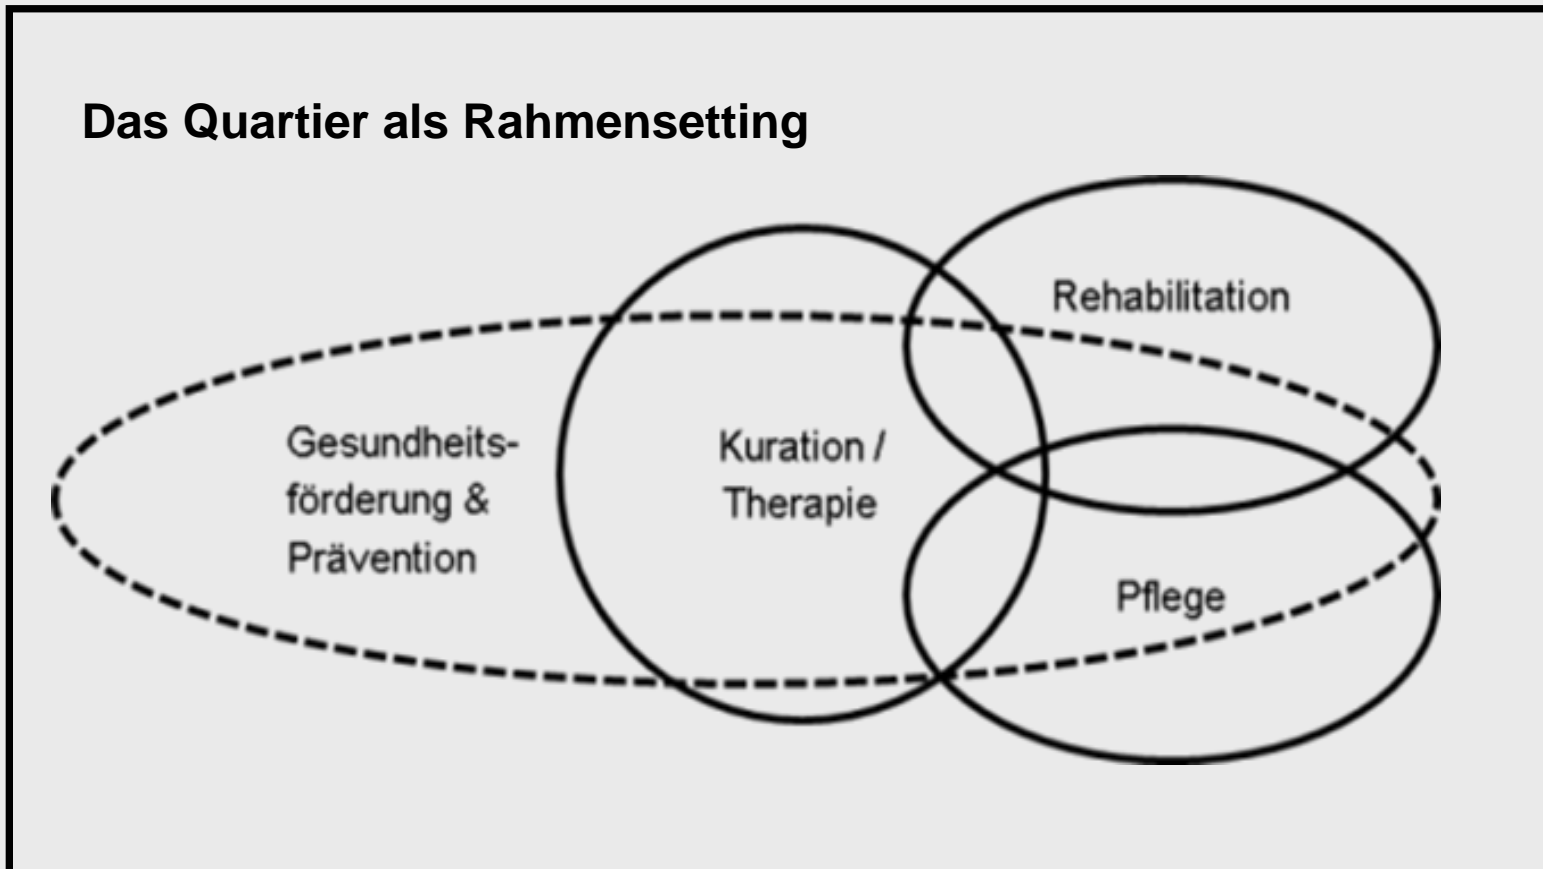 Das Quartier als Rahmensetting
Rehabilitation
Gesundheits-
förderung &
Prävention
Kuration /
Therapie
Pflege